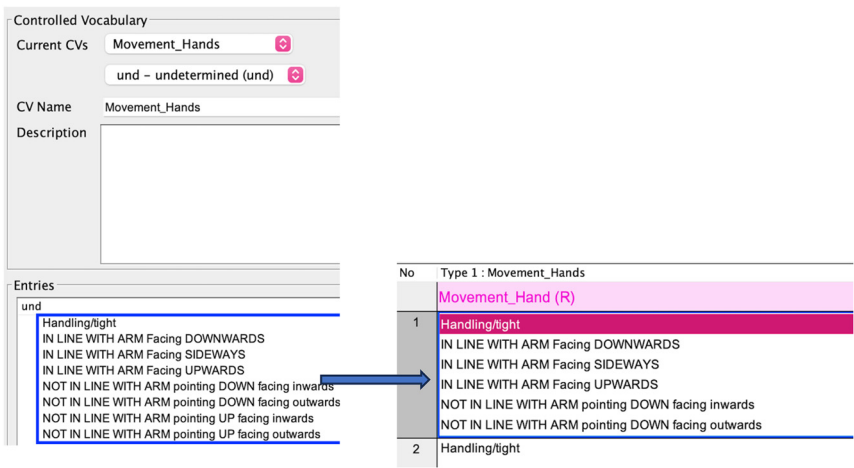 Controlled Vocabulary
Current CVs Movement_Hands
und – undetermined (und)
CV Name Movement_Hands
Description
Entries
und
Handling/tight
IN LINE WITH ARM Facing DOWNWARDS
IN LINE WITH ARM Facing SIDEWAYS
IN LINE WITH ARM Facing UPWARDS
NOT IN LINE WITH ARM pointing DOWN facing inwards
NOT IN LINE WITH ARM pointing DOWN facing outwards
NOT IN LINE WITH ARM pointing UP facing inwards
NOT IN LINE WITH ARM pointing UP facing outwards
No Type 1 : Movement_Hands
Movement_Hand (R)
1 Handling/tight
IN LINE WITH ARM Facing DOWNWARDS
IN LINE WITH ARM Facing SIDEWAYS
IN LINE WITH ARM Facing UPWARDS
NOT IN LINE WITH ARM pointing DOWN facing inwards
NOT IN LINE WITH ARM pointing DOWN facing outwards
2 Handling/tight